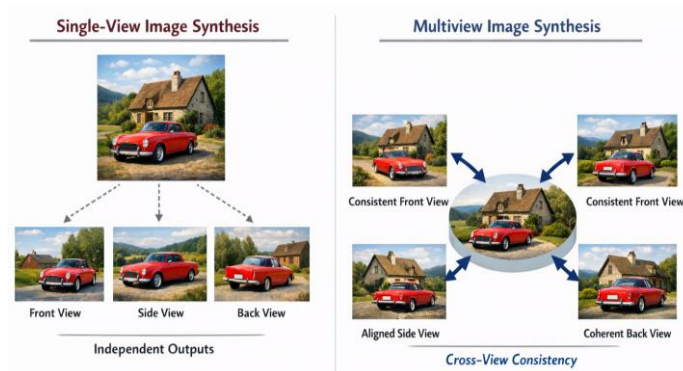 Single-View Image Synthesis
Front View
Side View
Back View
Independent Outputs
Multiview Image Synthesis
Consistent Front View
Consistent Front View
Aligned Side View
Coherent Back View
Cross-View Consistency